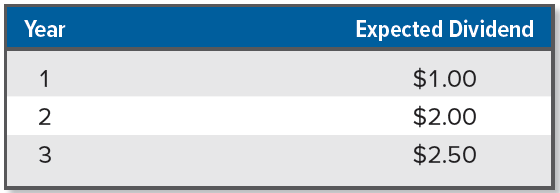 Year Expected Dividend
1 $1.00
2 $2.00
3 $2.50